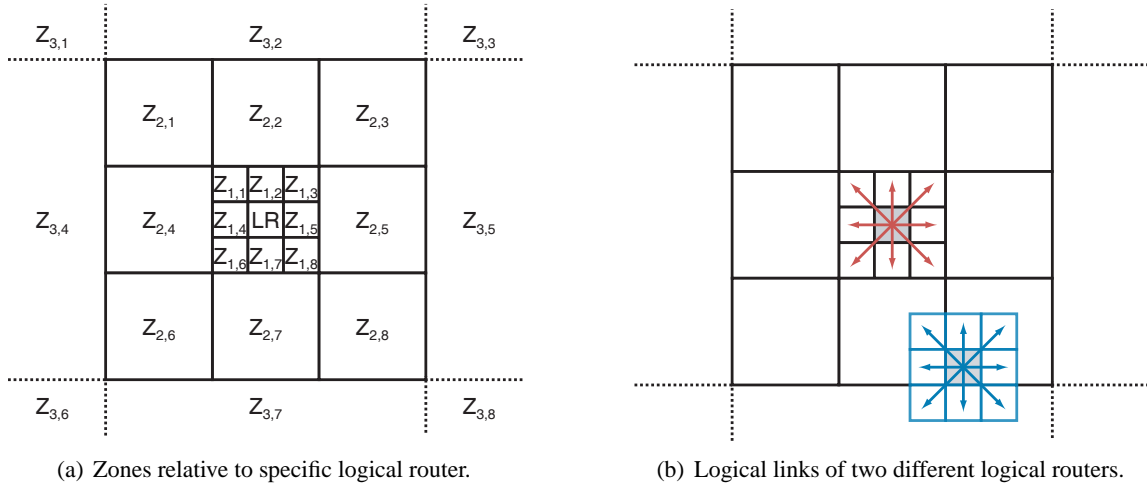 Z3,1 Z3,2 Z3,3
Z2,1 Z2,2 Z2,3
Z1,1 Z1,2 Z1,3
Z3,4 Z2,4 Z1,4 LR Z1,5 Z2,5 Z3,5
Z1,6 Z1,7 Z1,8
Z2,6 Z2,7 Z2,8
Z3,6 Z3,7 Z3,8
(a) Zones relative to specific logical router.
(b) Logical links of two different logical routers.